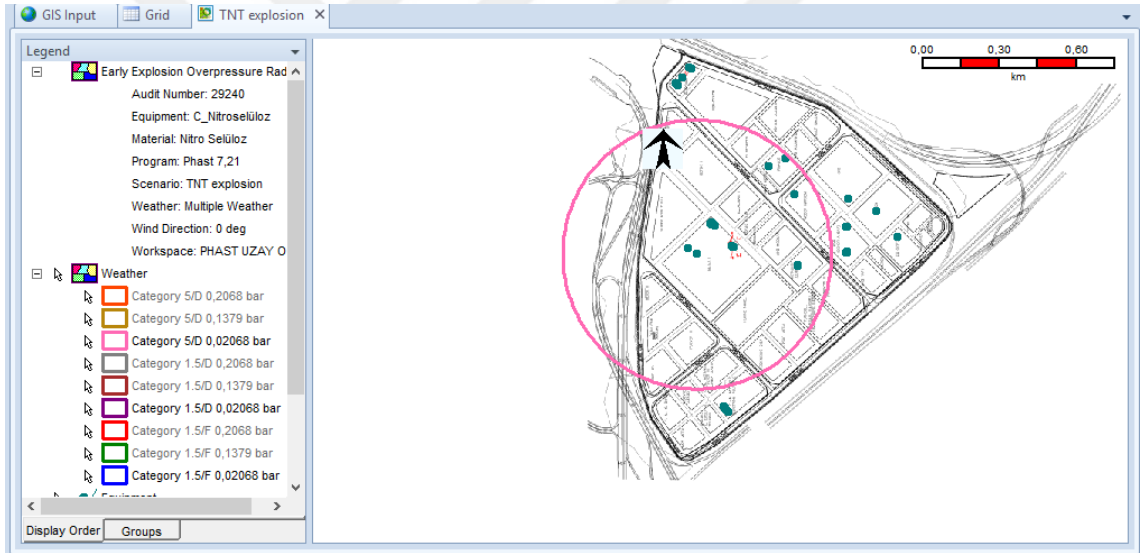 GIS Input Grid TNT explosion
Legend
Early Explosion Overpressure Rad
Audit Number: 29240
Equipment: C_Nitroselüloz
Material: Nitro Selüloz
Program: Phast 7,21
Scenario: TNT explosion
Weather: Multiple Weather
Wind Direction: 0 deg
Workspace: PHAST UZAY O
Weather
Category 5/D 0,2068 bar
Category 5/D 0,1379 bar
Category 5/D 0,02068 bar
Category 1.5/D 0,2068 bar
Category 1.5/D 0,1379 bar
Category 1.5/D 0,02068 bar
Category 1.5/F 0,2068 bar
Category 1.5/F 0,1379 bar
Category 1.5/F 0,02068 bar
Display Order Groups
0,00 0,30 0,60
km